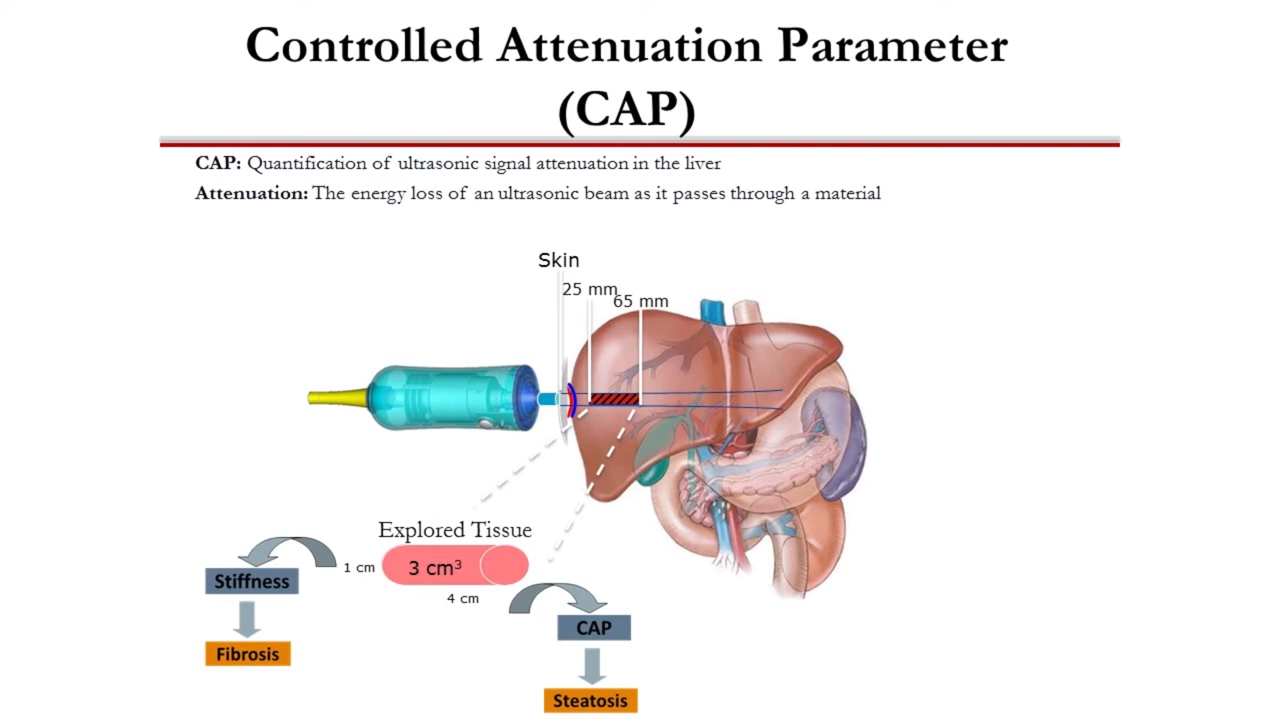 Controlled Attenuation Parameter
(CAP)
CAP: Quantification of ultrasonic signal attenuation in the liver
Attenuation: The energy loss of an ultrasonic beam as it passes through a material
Skin
25 mm
65 mm
Explored Tissue
1 cm
3 cm³
4 cm
Stiffness
Fibrosis
CAP
Steatosis